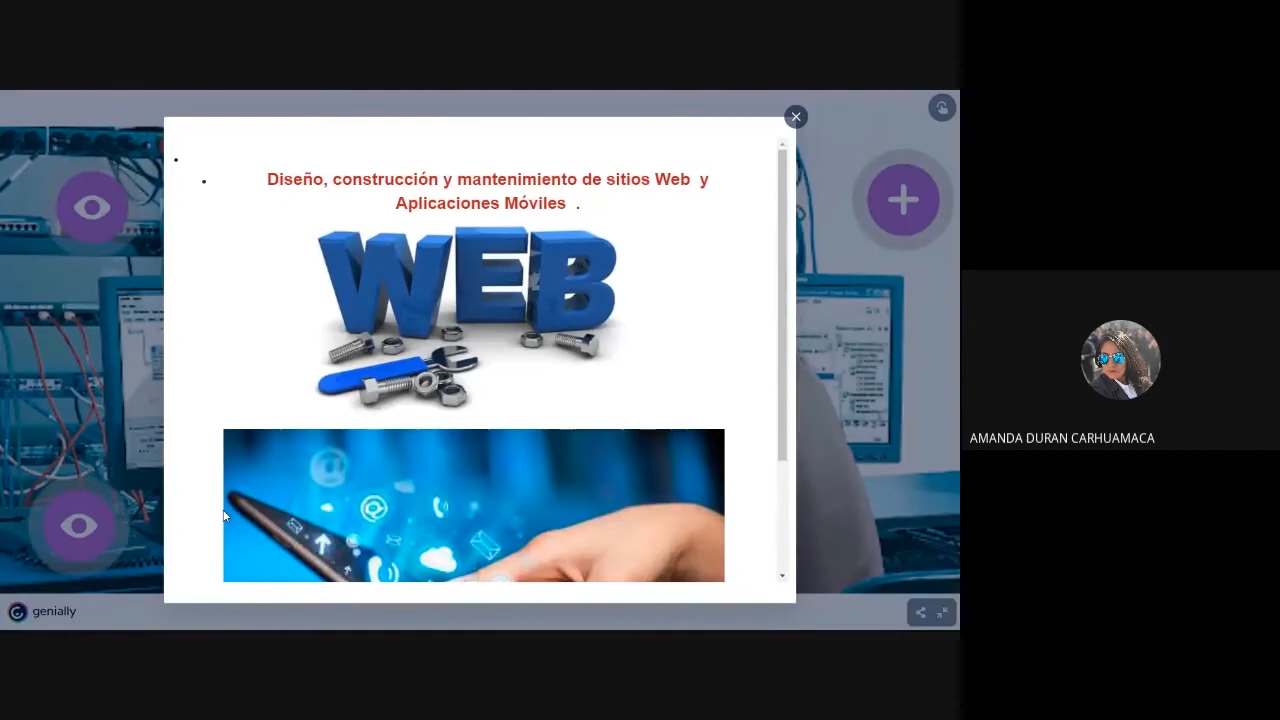 Diseño, construcción y mantenimiento de sitios Web y
Aplicaciones Móviles .
WEB
genially
AMANDA DURAN CARHUAMACA